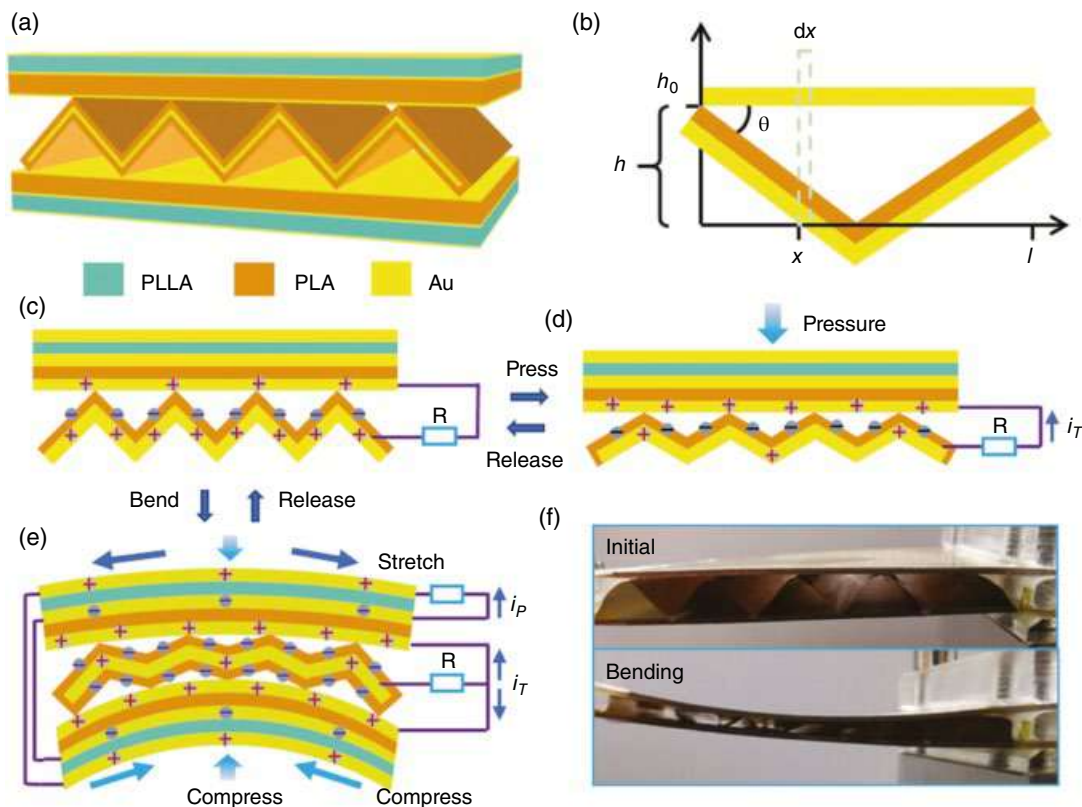 (a)
(b)
dx
h0
θ
h
x
l
PLLA
PLA
Au
(c)
(d)
Pressure
Press
Release
R
R
iT
Bend
Release
(e)
(f)
Stretch
iP
R
iT
Compress
Compress
Initial
Bending